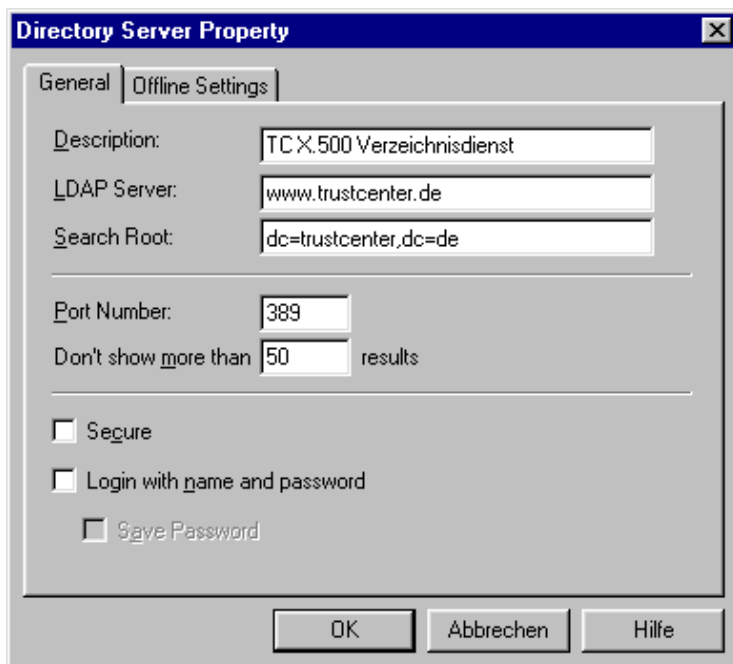 Directory Server Property
General Offline Settings
Description: TC X.500 Verzeichnisdienst
LDAP Server: www.trustcenter.de
Search Root: dc=trustcenter,dc=de
Port Number: 389
Don't show more than 50 results
Secure
Login with name and password
Save Password
OK Abbrechen Hilfe